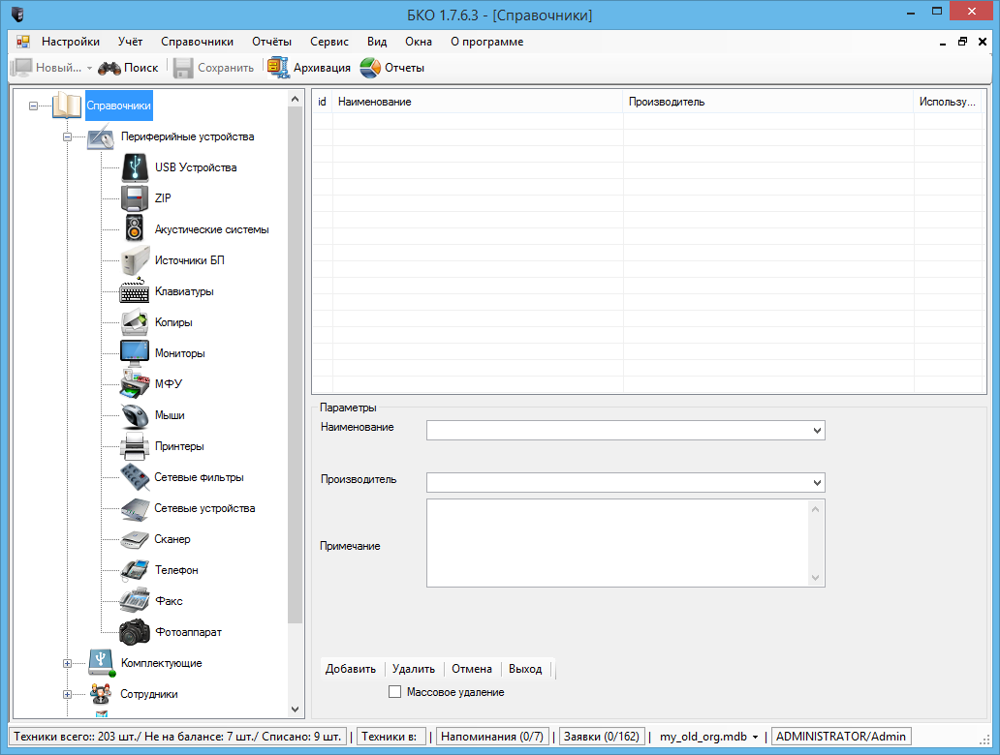 БКО 1.7.6.3 - [Справочники]
Настройки Учёт Справочники Отчёты Сервис Вид Окна О программе
Новый... Поиск Сохранить Архивация Отчеты
Справочники
Периферийные устройства
USB Устройства
ZIP
Акустические системы
Источники БП
Клавиатуры
Копиры
Мониторы
МФУ
Мыши
Принтеры
Сетевые фильтры
Сетевые устройства
Сканер
Телефон
Факс
Фотоаппарат
Комплектующие
Сотрудники
id Наименование Производитель Использу...
Параметры
Наименование
Производитель
Примечание
Добавить Удалить Отмена Выход
Массовое удаление
Техники всего:: 203 шт./ Не на балансе: 7 шт./ Списано: 9 шт. Техники в: Напоминания (0/7) Заявки (0/162) my_old_org.mdb ADMINISTRATOR/Admin